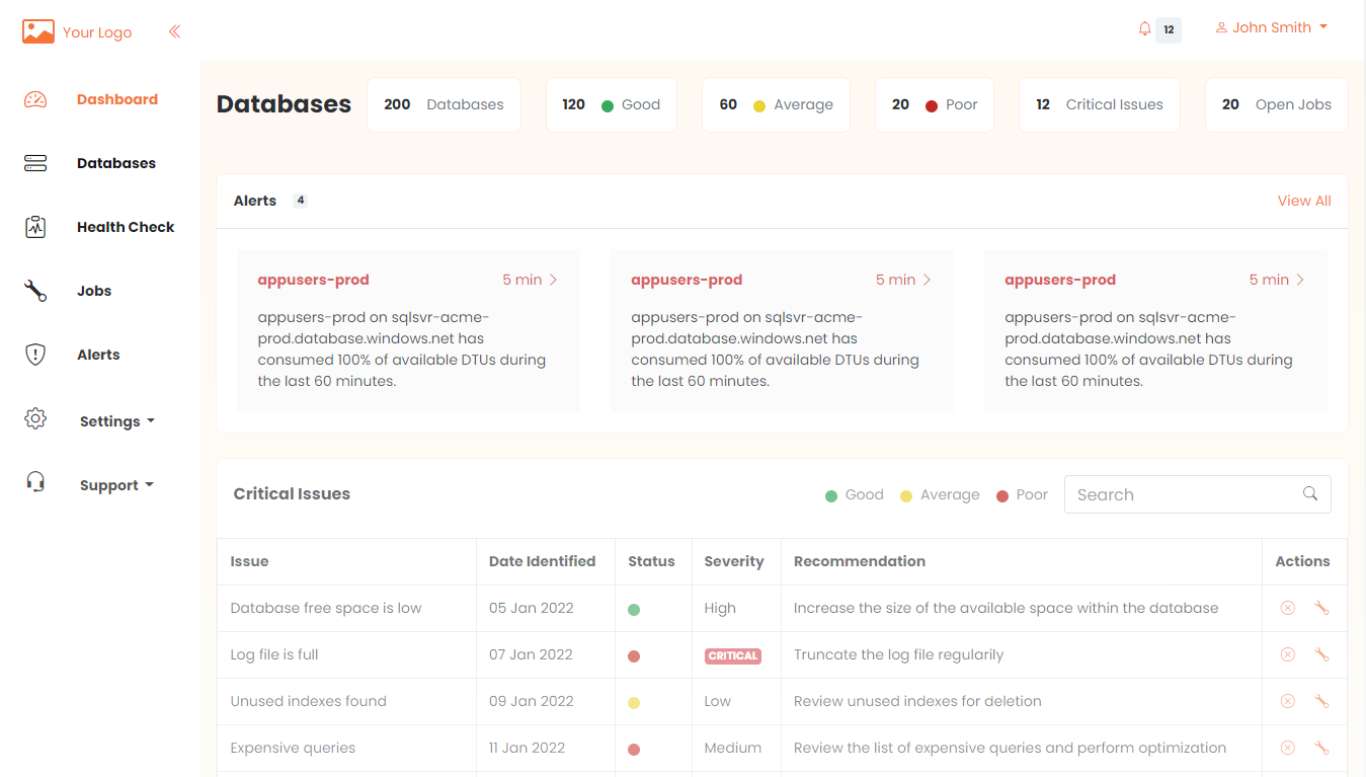 Your Logo
12
John Smith
Dashboard
Databases
Health Check
Jobs
Alerts
Settings
Support
Databases
200 Databases
120 Good
60 Average
20 Poor
12 Critical Issues
20 Open Jobs
Alerts 4
View All
appusers-prod 5 min
appusers-prod on sqlsvr-acme-
prod.database.windows.net has
consumed 100% of available DTUs during
the last 60 minutes.
appusers-prod 5 min
appusers-prod on sqlsvr-acme-
prod.database.windows.net has
consumed 100% of available DTUs during
the last 60 minutes.
appusers-prod 5 min
appusers-prod on sqlsvr-acme-
prod.database.windows.net has
consumed 100% of available DTUs during
the last 60 minutes.
Critical Issues
Good Average Poor
Search
Issue Date Identified Status Severity Recommendation Actions
Database free space is low 05 Jan 2022 High Increase the size of the available space within the database
Log file is full 07 Jan 2022 CRITICAL Truncate the log file regularily
Unused indexes found 09 Jan 2022 Low Review unused indexes for deletion
Expensive queries 11 Jan 2022 Medium Review the list of expensive queries and perform optimization